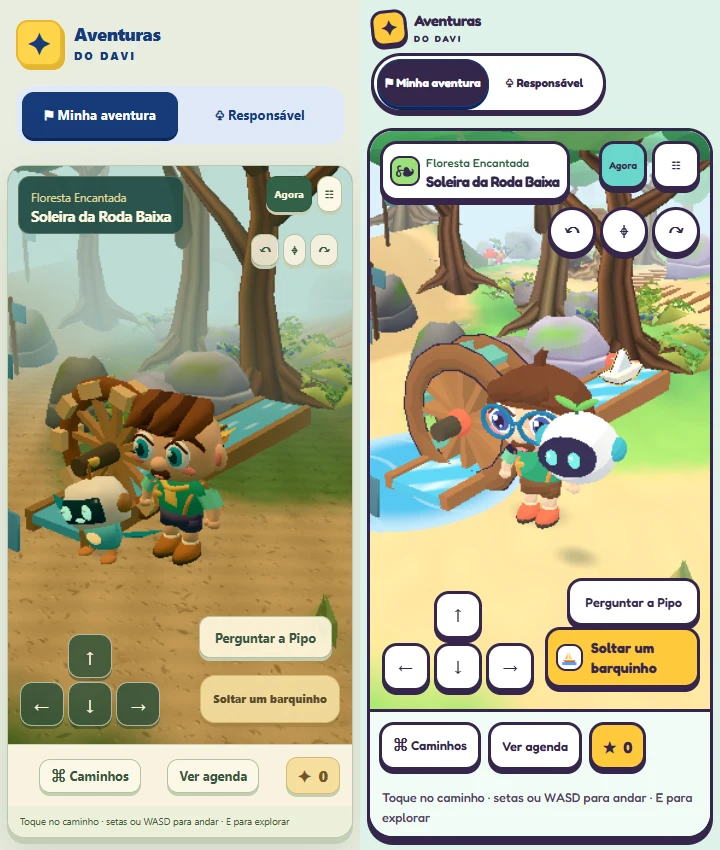 Aventuras
DO DAVI
Minha aventura
Responsável
Floresta Encantada
Soleira da Roda Baixa
Agora
Perguntar a Pipo
Soltar um barquinho
↑
← ↓ →
⌘ Caminhos
Ver agenda
✦ 0
Toque no caminho · setas ou WASD para andar · E para explorar
Aventuras
DO DAVI
Minha aventura
Responsável
Floresta Encantada
Soleira da Roda Baixa
Agora
Perguntar a Pipo
Soltar um
barquinho
↑
← ↓ →
⌘ Caminhos
Ver agenda
★ 0
Toque no caminho · setas ou WASD para andar · E para
explorar